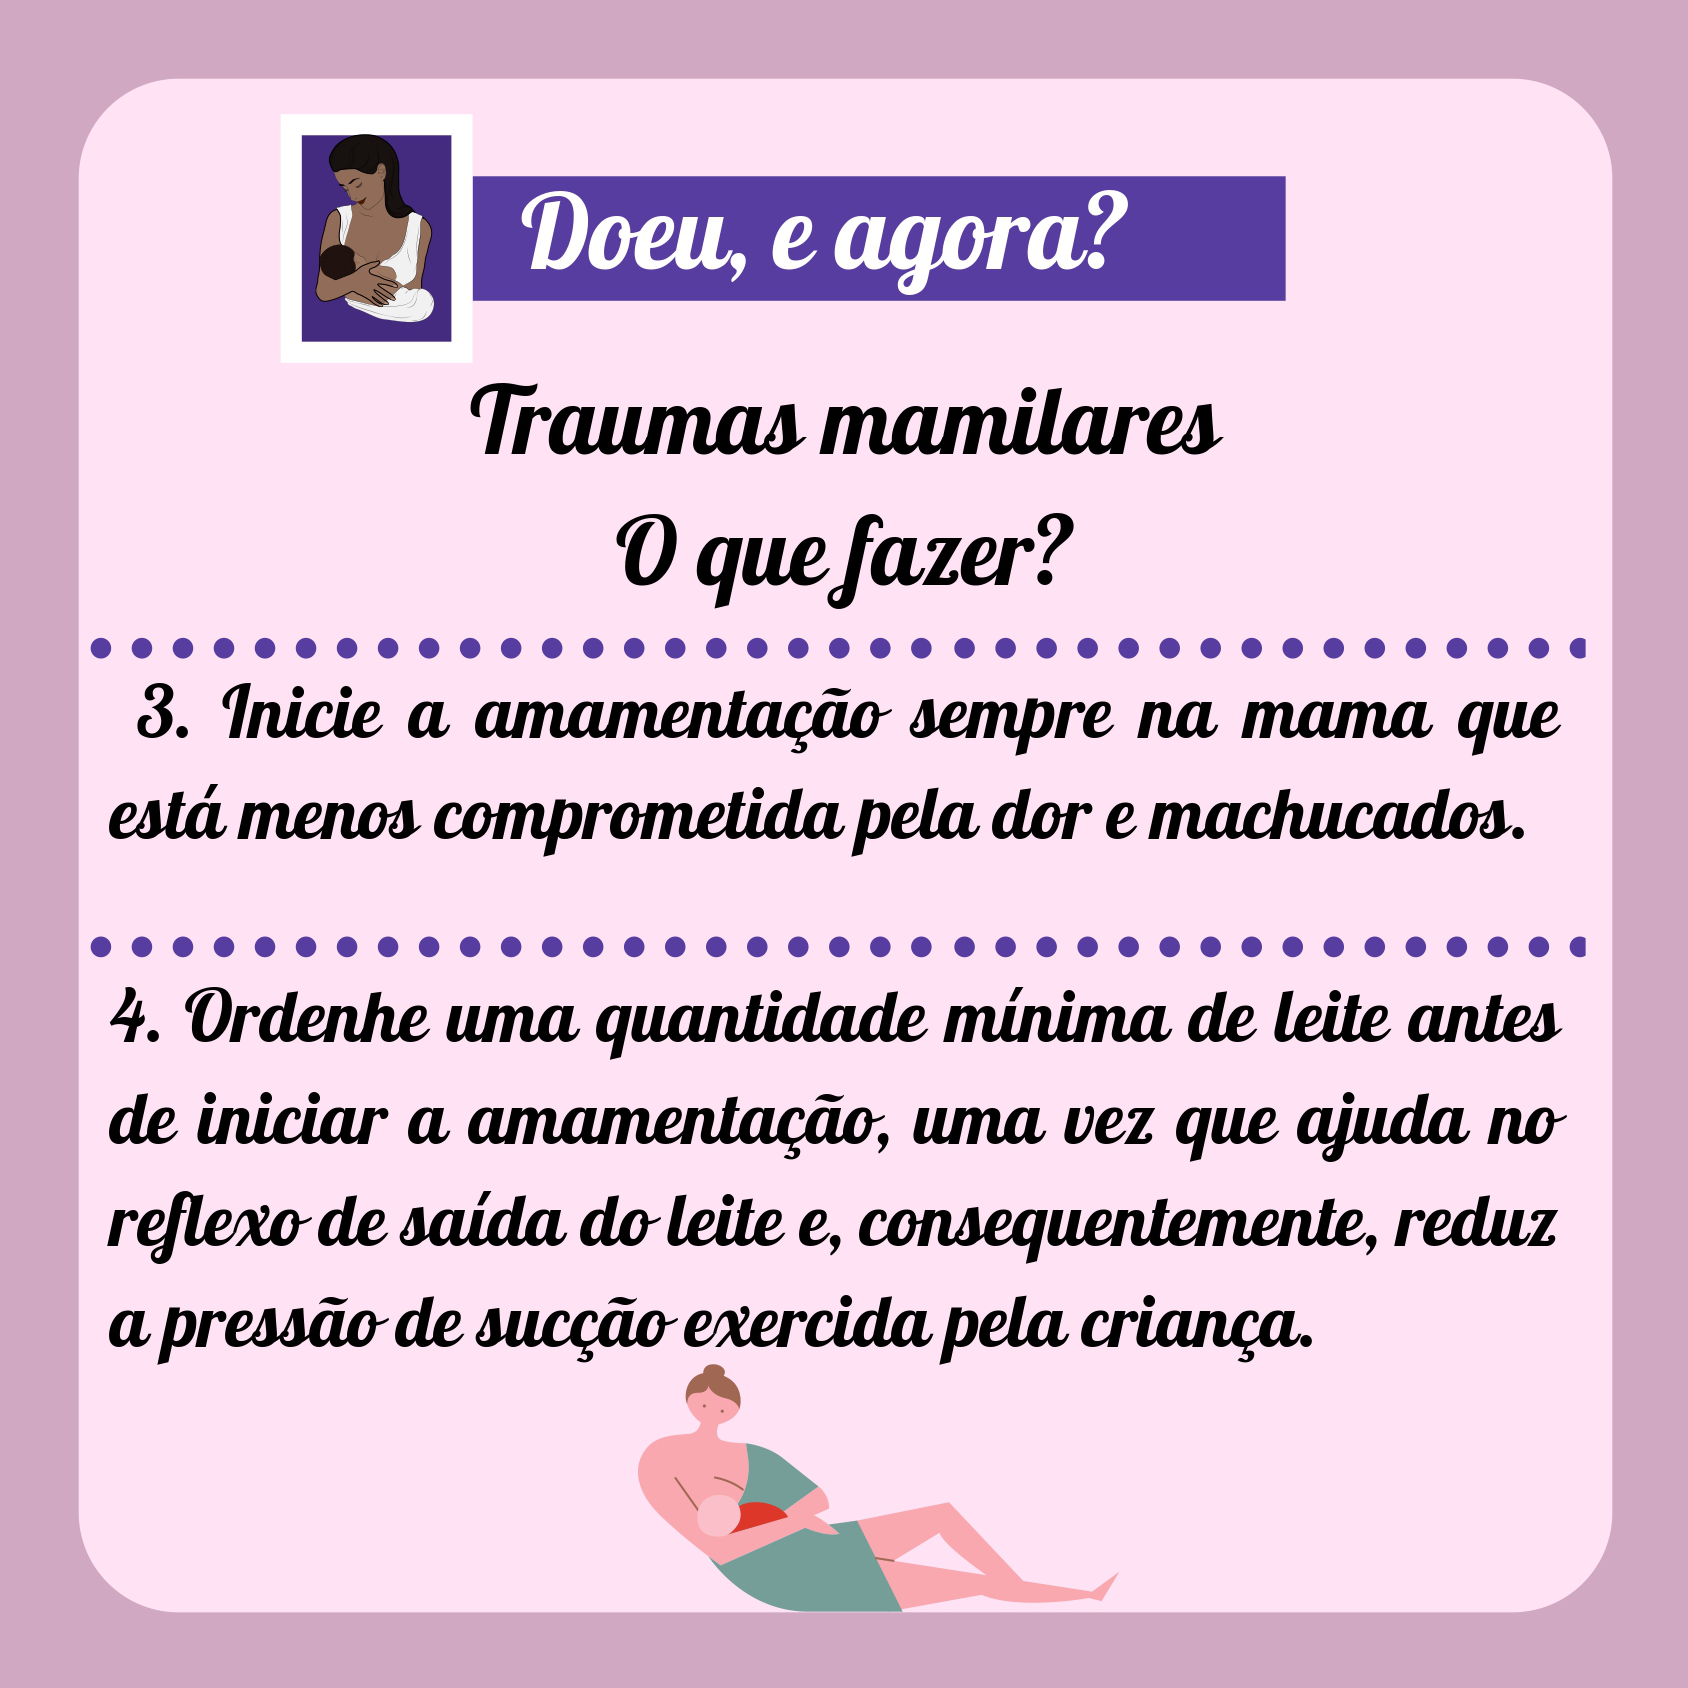 Doeu, e agora?
Traumas mamilares
O que fazer?
3. Inicie a amamentação sempre na mama que
está menos comprometida pela dor e machucados.
4. Ordenhe uma quantidade mínima de leite antes
de iniciar a amamentação, uma vez que ajuda no
reflexo de saída do leite e, consequentemente, reduz
a pressão de sucção exercida pela criança.